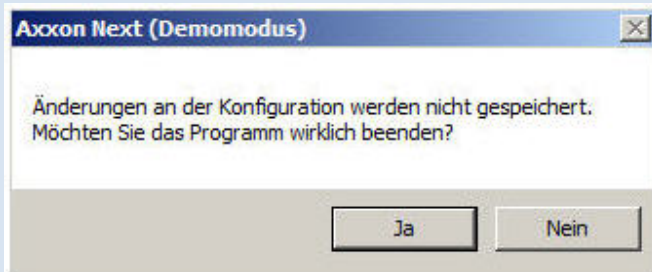 Axxon Next (Demomodus)
Änderungen an der Konfiguration werden nicht gespeichert.
Möchten Sie das Programm wirklich beenden?
Ja
Nein